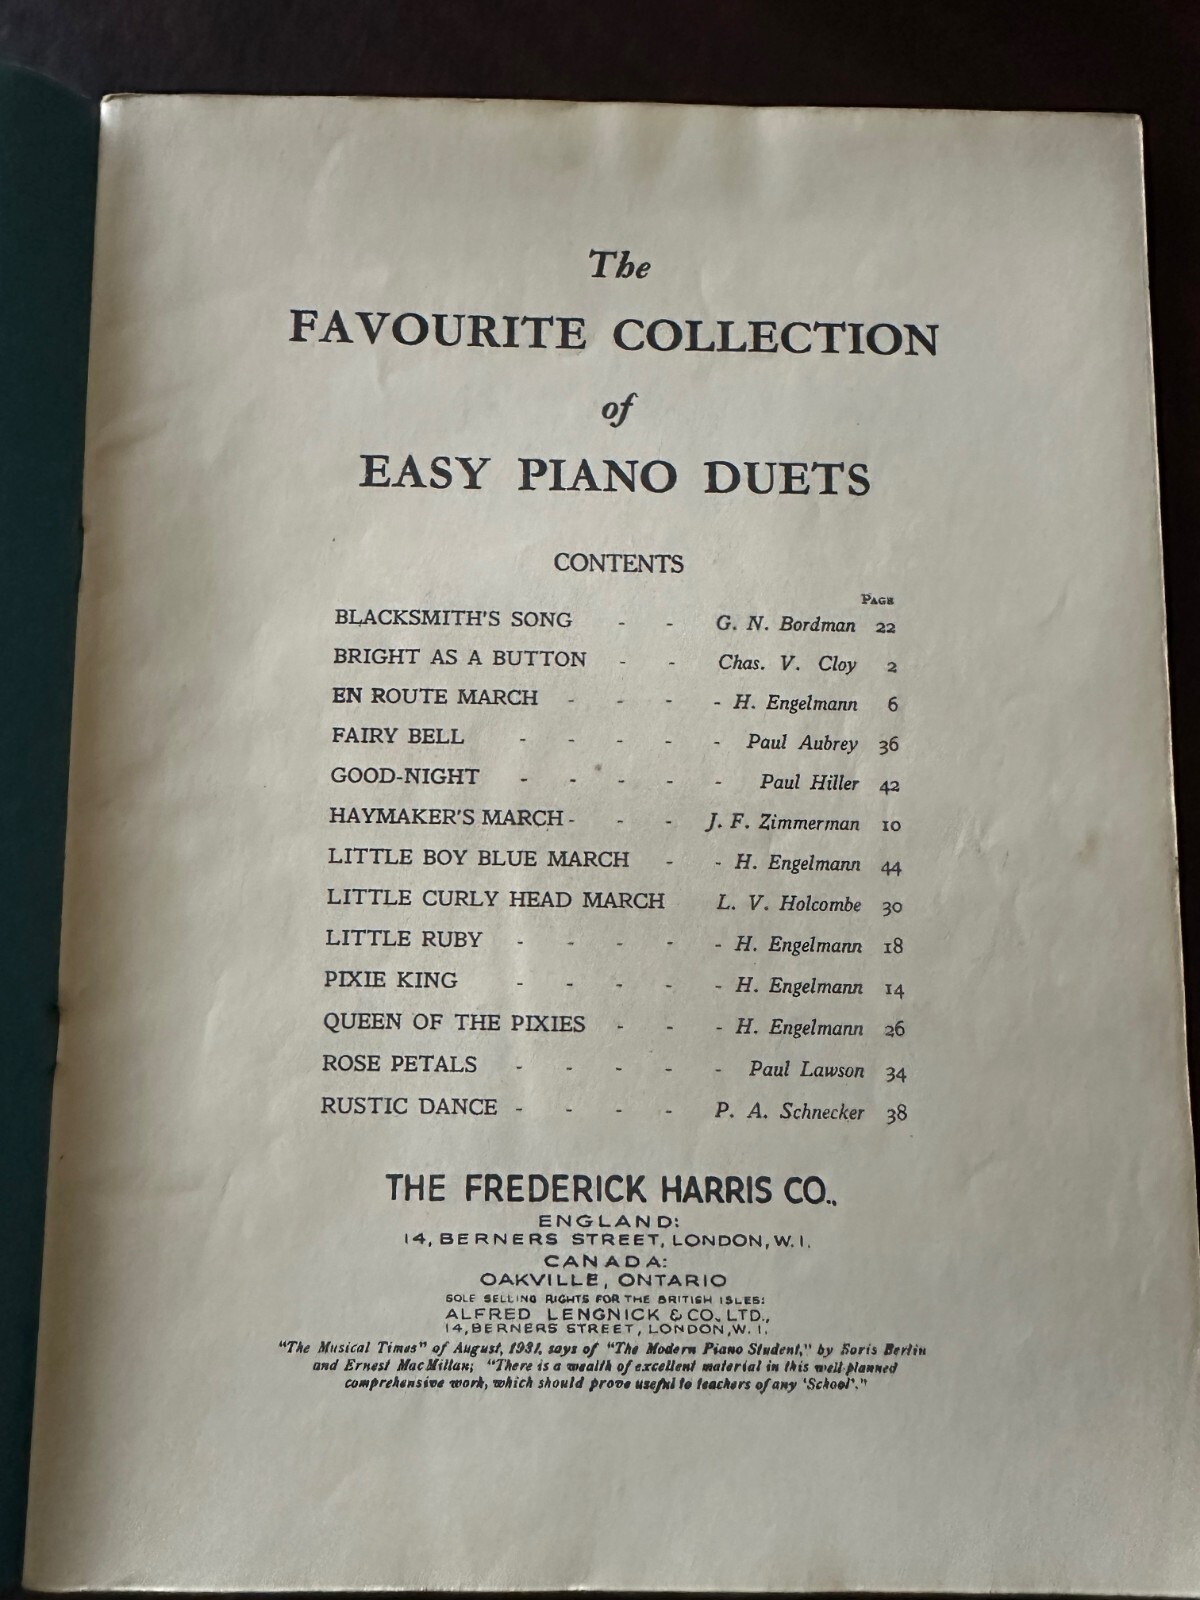 The
FAVOURITE COLLECTION
of
EASY PIANO DUETS
CONTENTS
PAGE
BLACKSMITH'S SONG - - G. N. Bordman 22
BRIGHT AS A BUTTON - - Chas. V. Cloy 2
EN ROUTE MARCH - - - - H. Engelmann 6
FAIRY BELL - - - - - Paul Aubrey 36
GOOD-NIGHT - - - - - Paul Hiller 42
HAYMAKER'S MARCH - - - J. F. Zimmerman 10
LITTLE BOY BLUE MARCH - - H. Engelmann 44
LITTLE CURLY HEAD MARCH L. V. Holcombe 30
LITTLE RUBY - - - - - H. Engelmann 18
PIXIE KING - - - - - H. Engelmann 14
QUEEN OF THE PIXIES - - - H. Engelmann 26
ROSE PETALS - - - - - Paul Lawson 34
RUSTIC DANCE - - - - P. A. Schnecker 38
THE FREDERICK HARRIS CO.,
ENGLAND:
14, BERNERS STREET, LONDON, W. 1.
CANADA:
OAKVILLE, ONTARIO
SOLE SELLING RIGHTS FOR THE BRITISH ISLES:
ALFRED LENGNICK & CO., LTD.,
14, BERNERS STREET, LONDON, W. 1.
"The Musical Times" of August, 1931, says of "The Modern Piano Student," by Boris Berlin
and Ernest MacMillan; "There is a wealth of excellent material in this well-planned
comprehensive work, which should prove useful to teachers of any 'School'."